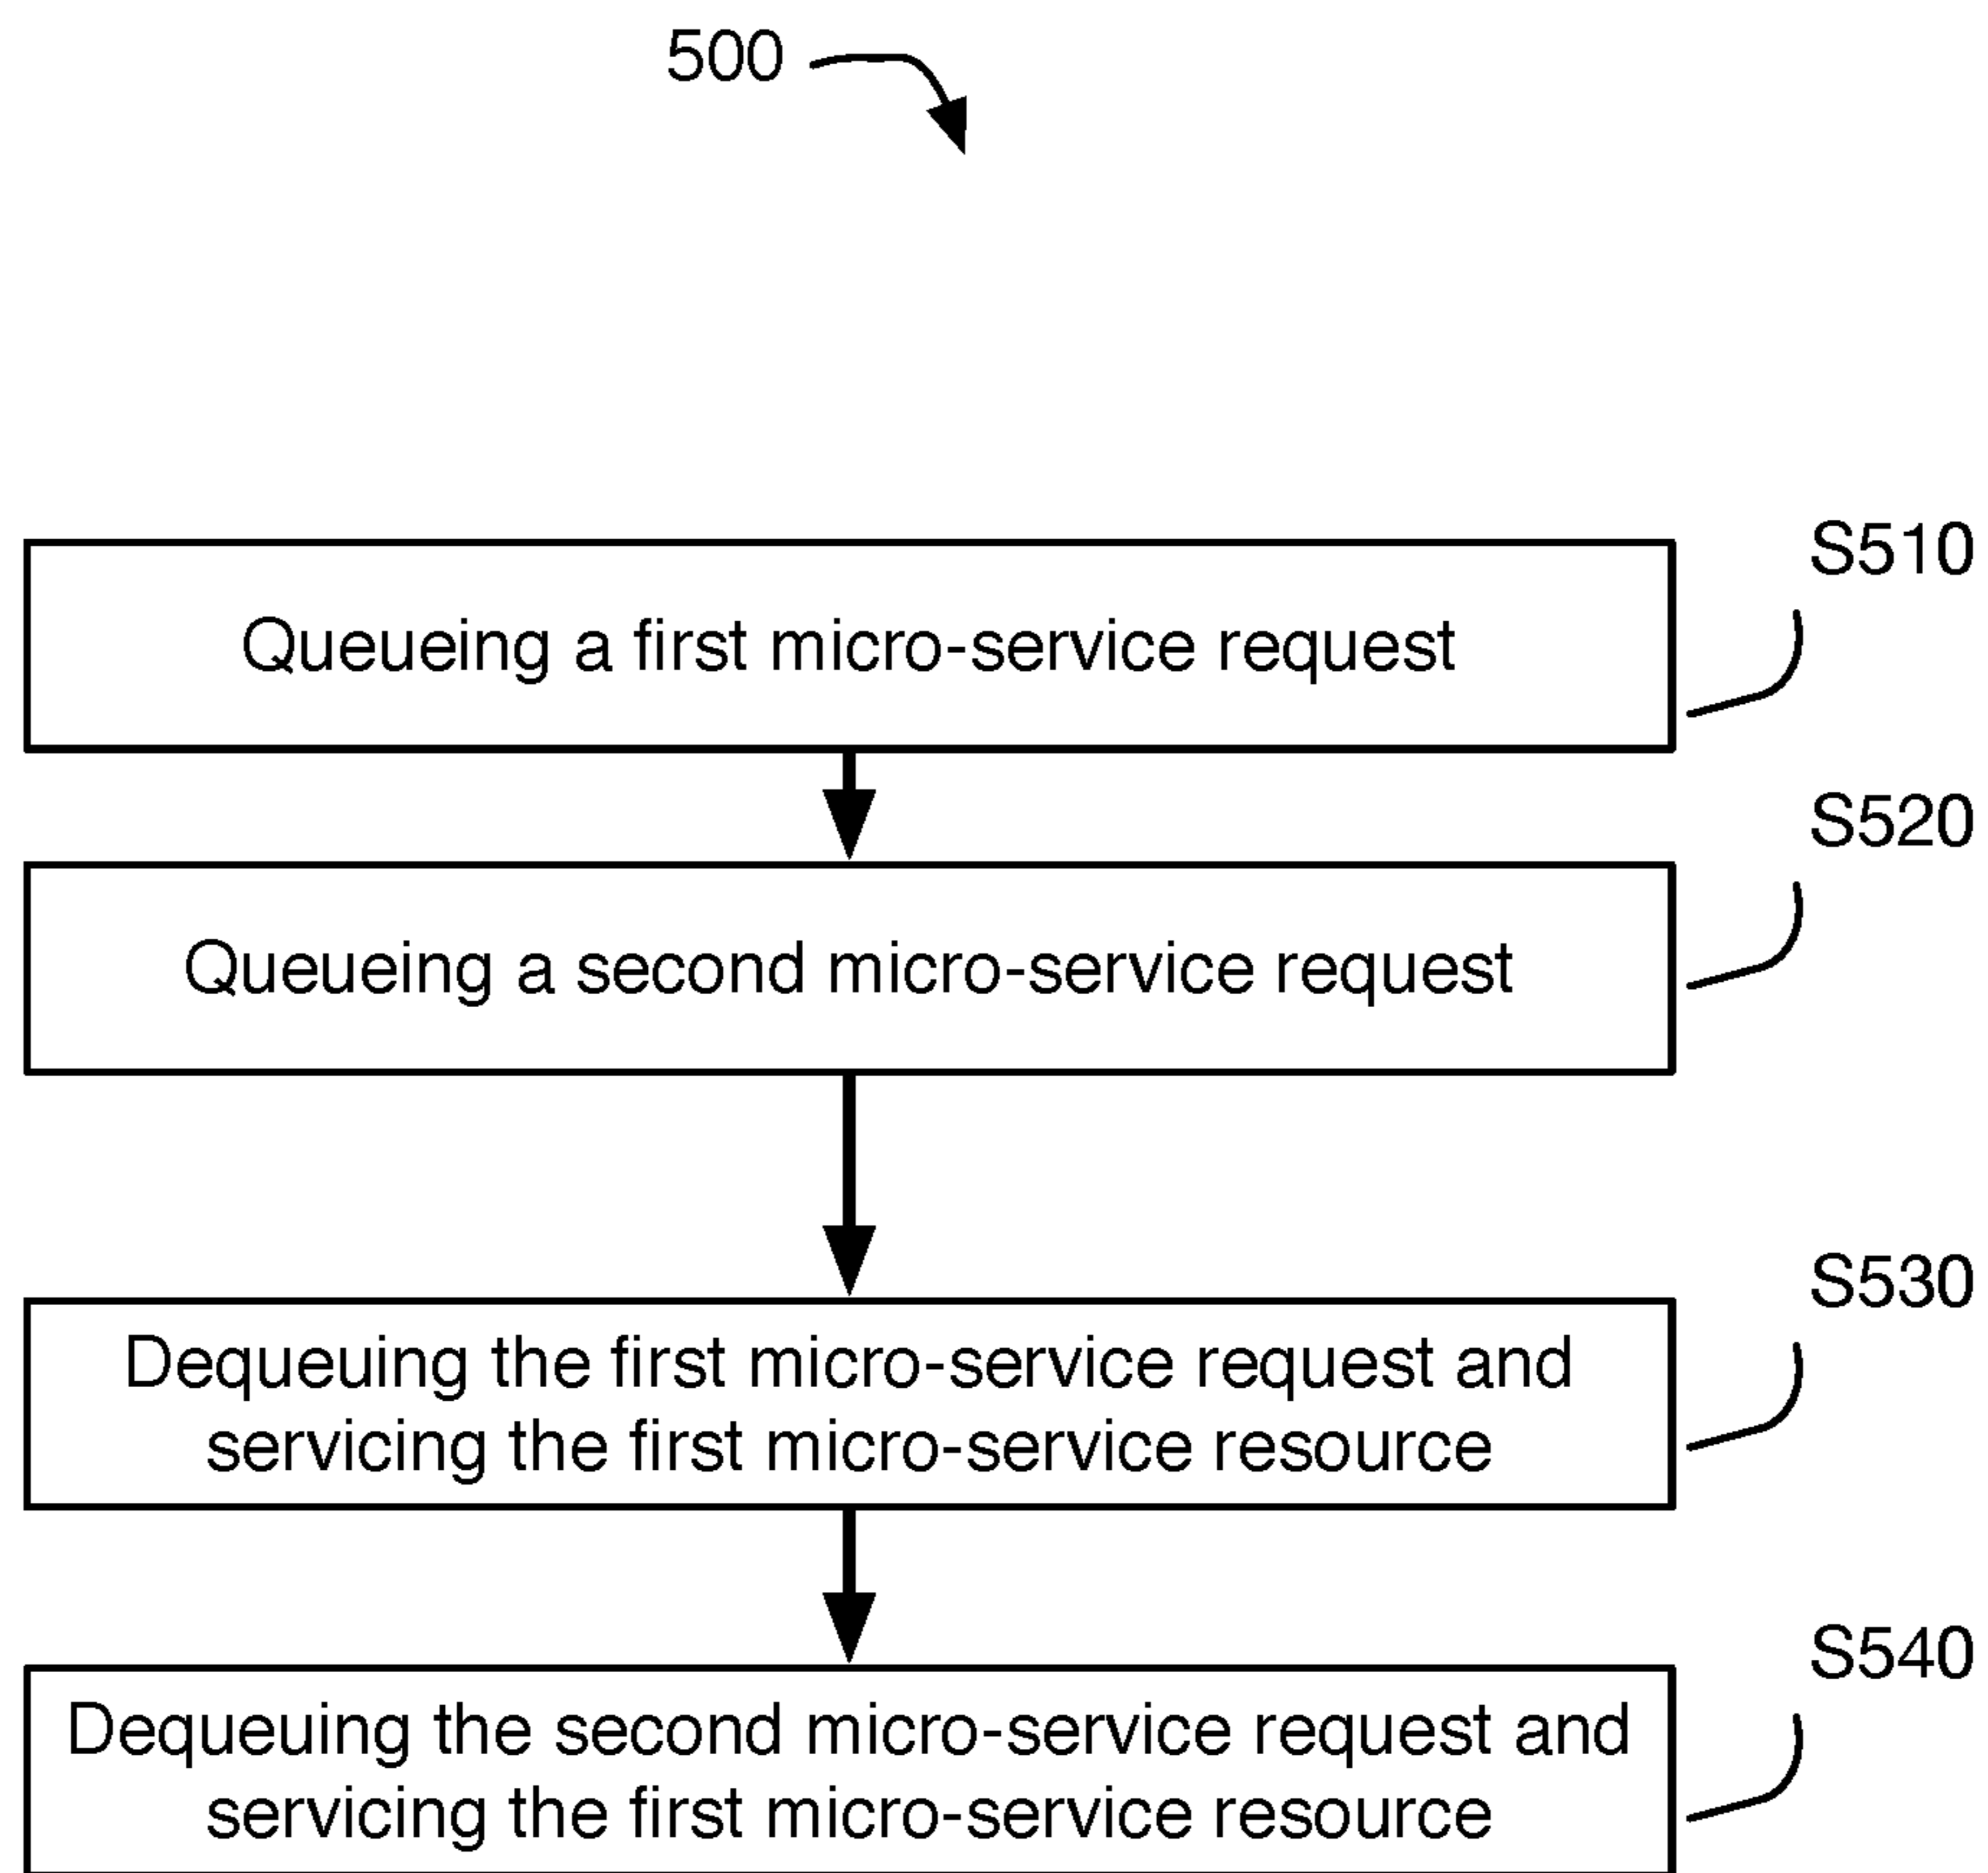 500
S510
Queueing a first micro-service request
S520
Queueing a second micro-service request
S530
Dequeuing the first micro-service request and
servicing the first micro-service resource
S540
Dequeuing the second micro-service request and
servicing the first micro-service resource